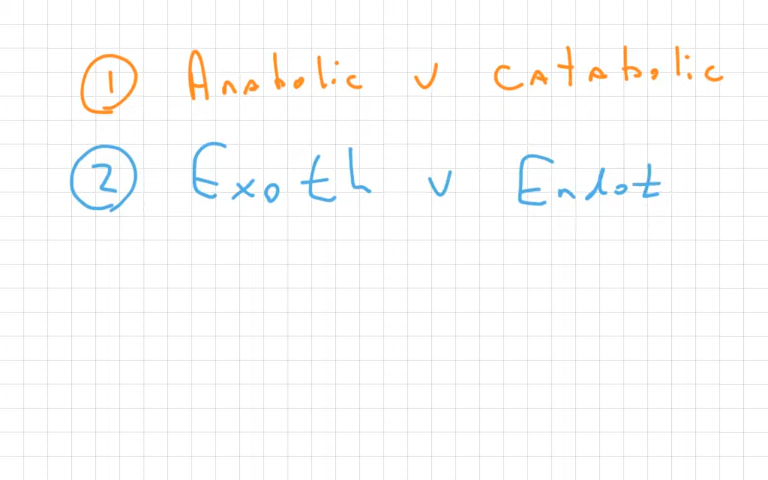 ① Anabolic v catabolic
② Exoth v Endot